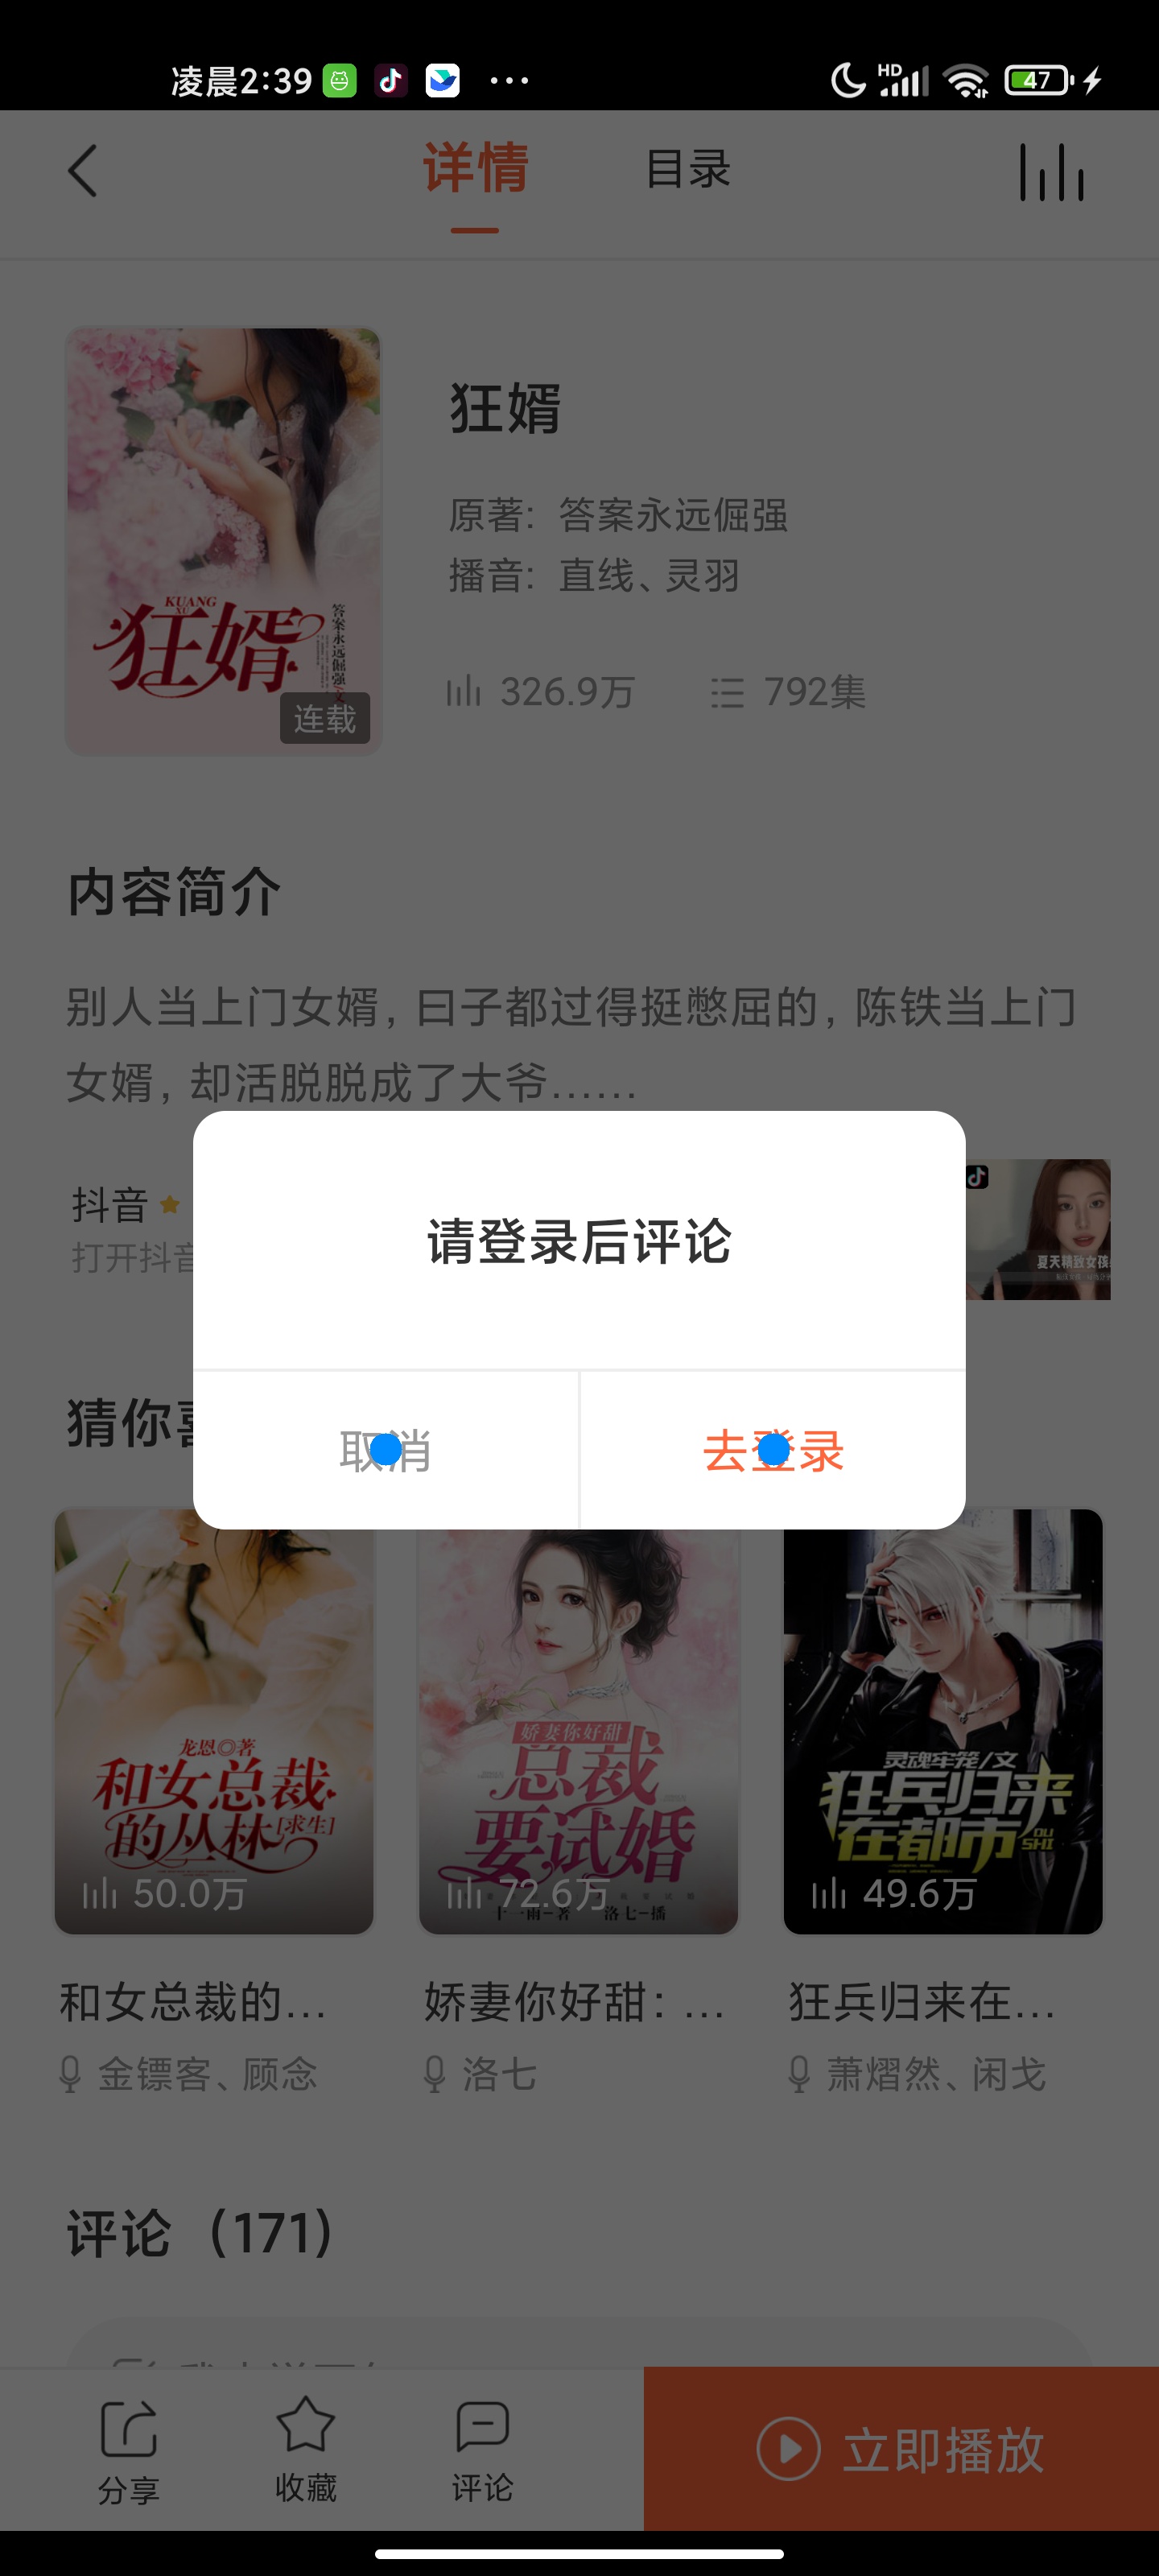 凌晨2:39
HD
47
详情
目录
狂婿
原著: 答案永远倔强
播音: 直线、灵羽
326.9万
792集
KUANG
XU
狂婿
答案永远倔强/文
连载
内容简介
别人当上门女婿, 曰子都过得挺憋屈的, 陈铁当上门
女婿, 却活脱脱成了大爷......
抖音
打开抖音
夏天精致女孩
请登录后评论
猜你喜
取消
去登录
龙恩◎著
和女总裁
的丛林[求生]
50.0万
娇妻你好甜
总裁
要试婚
十一雨-著 洛七-播
72.6万
灵魂牢笼/文
狂兵归来
在都市
DU
SHI
49.6万
和女总裁的...
娇妻你好甜: ...
狂兵归来在...
金镖客、顾念
洛七
萧熠然、闲戈
评论 (171)
分享
收藏
评论
立即播放